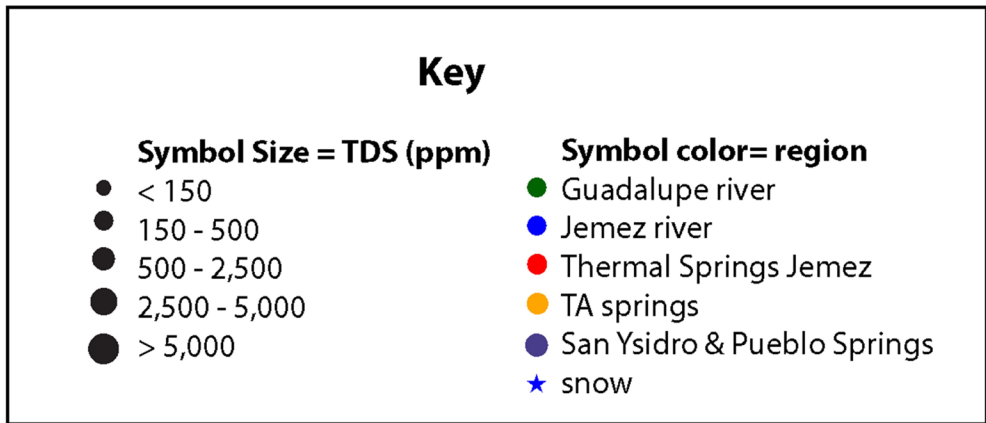 Key
Symbol Size = TDS (ppm)
< 150
150 - 500
500 - 2,500
2,500 - 5,000
> 5,000
Symbol color= region
Guadalupe river
Jemez river
Thermal Springs Jemez
TA springs
San Ysidro & Pueblo Springs
snow